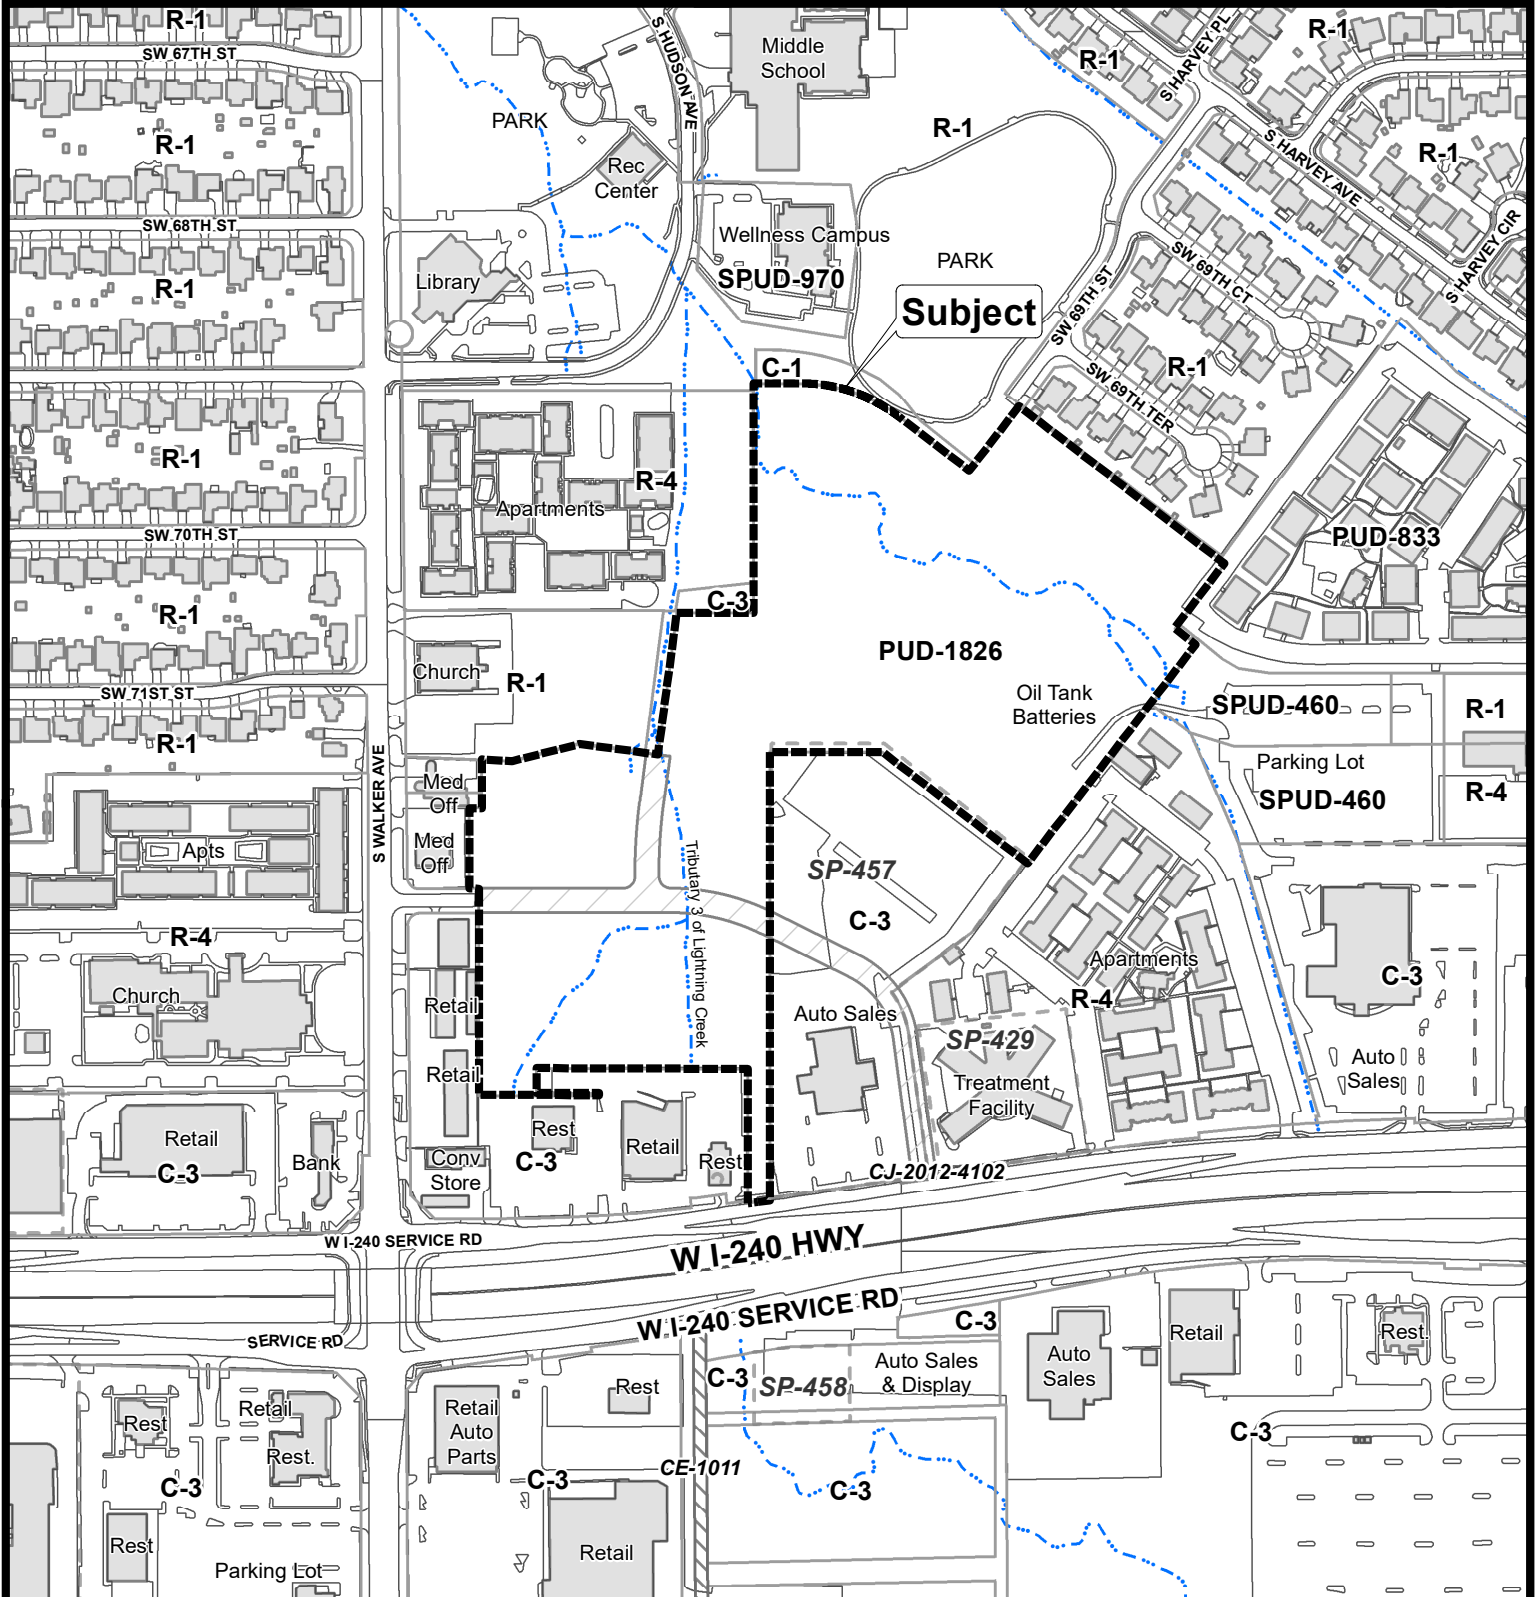 R-1
SW 67TH ST
R-1
SW 68TH ST
R-1
R-1
SW 70TH ST
R-1
SW 71ST ST
R-1
S HUDSON AVE
Middle
School
PARK
Rec
Center
Library
Wellness Campus
SPUD-970
R-1
PARK
Subject
R-1
R-1
S HARVEY PL
S HARVEY AVE
R-1
S HARVEY CIR
SW 69TH ST
SW 69TH CT
R-1
SW 69TH TER
C-1
R-4
Apartments
C-3
PUD-833
PUD-1826
Church
R-1
Oil Tank
Batteries
SPUD-460
R-1
Parking Lot
SPUD-460
R-4
S WALKER AVE
Med
Off
Med
Off
Apts
Tributary 3 of Lightning Creek
SP-457
C-3
R-4
Church
Retail
Retail
Auto Sales
Apartments
R-4
C-3
SP-429
Treatment
Facility
Auto
Sales
Retail
C-3
Bank
Conv
Store
Rest
C-3
Retail
Rest
CJ-2012-4102
W I-240 SERVICE RD
W I-240 HWY
W I-240 SERVICE RD
SERVICE RD
C-3
Retail
Rest.
Auto
Sales
Auto Sales
& Display
C-3
SP-458
Rest
Retail
Auto
Parts
Rest
Retail
Rest.
C-3
C-3
CE-1011
C-3
C-3
Rest
Retail
Parking Lot